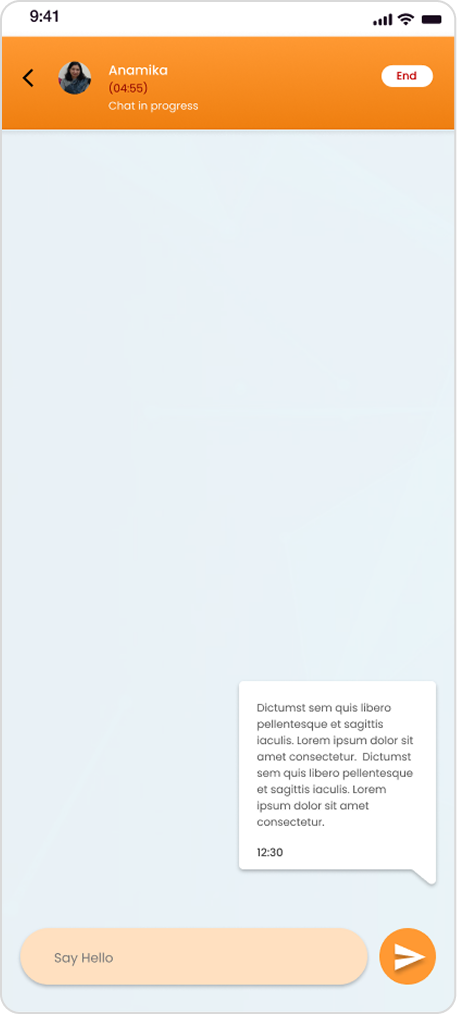 9:41
Anamika
(04:55)
Chat in progress
End
Dictumst sem quis libero
pellentesque et sagittis
iaculis. Lorem ipsum dolor sit
amet consectetur.  Dictumst
sem quis libero pellentesque
et sagittis iaculis. Lorem
ipsum dolor sit amet
consectetur.
12:30
Say Hello